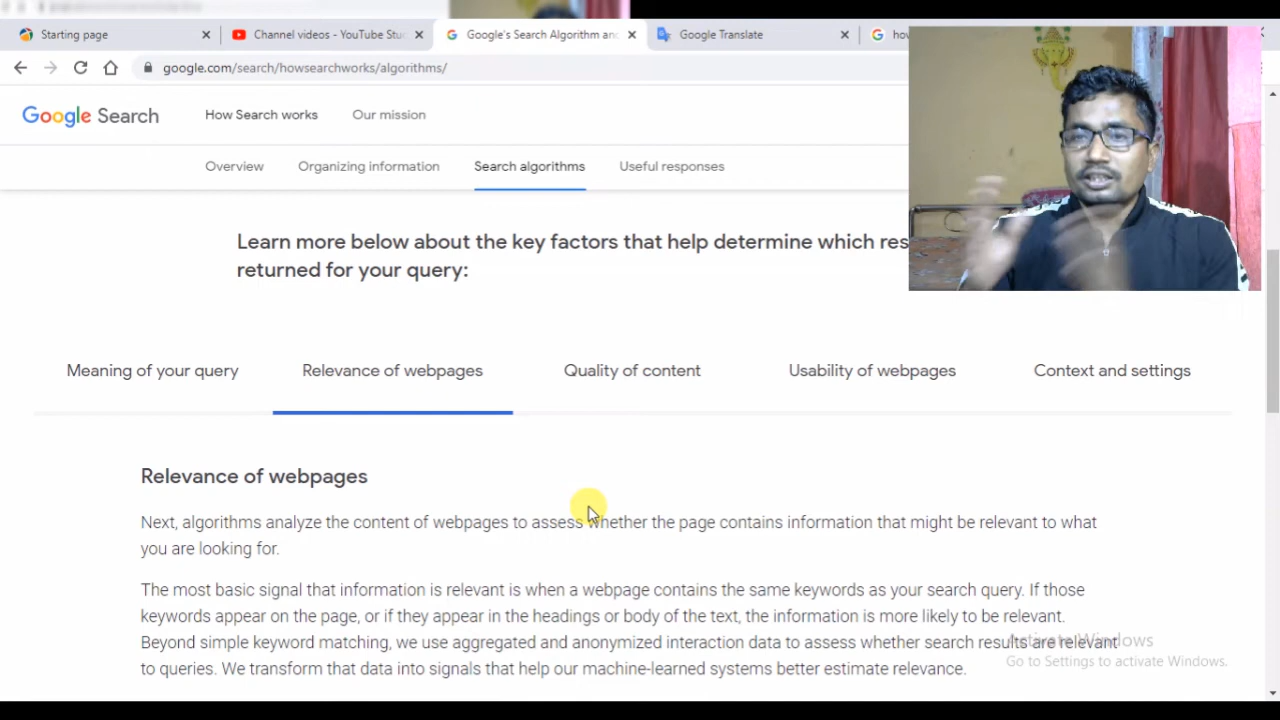 Starting page
Channel videos - YouTube Stu
Google's Search Algorithm an
Google Translate
how
google.com/search/howsearchworks/algorithms/
Google Search
How Search works
Our mission
Overview
Organizing information
Search algorithms
Useful responses
Learn more below about the key factors that help determine which res
returned for your query:
Meaning of your query
Relevance of webpages
Quality of content
Usability of webpages
Context and settings
Relevance of webpages
Next, algorithms analyze the content of webpages to assess whether the page contains information that might be relevant to what
you are looking for.
The most basic signal that information is relevant is when a webpage contains the same keywords as your search query. If those
keywords appear on the page, or if they appear in the headings or body of the text, the information is more likely to be relevant.
Beyond simple keyword matching, we use aggregated and anonymized interaction data to assess whether search results are relevant
to queries. We transform that data into signals that help our machine-learned systems better estimate relevance.
Activate Windows
Go to Settings to activate Windows.